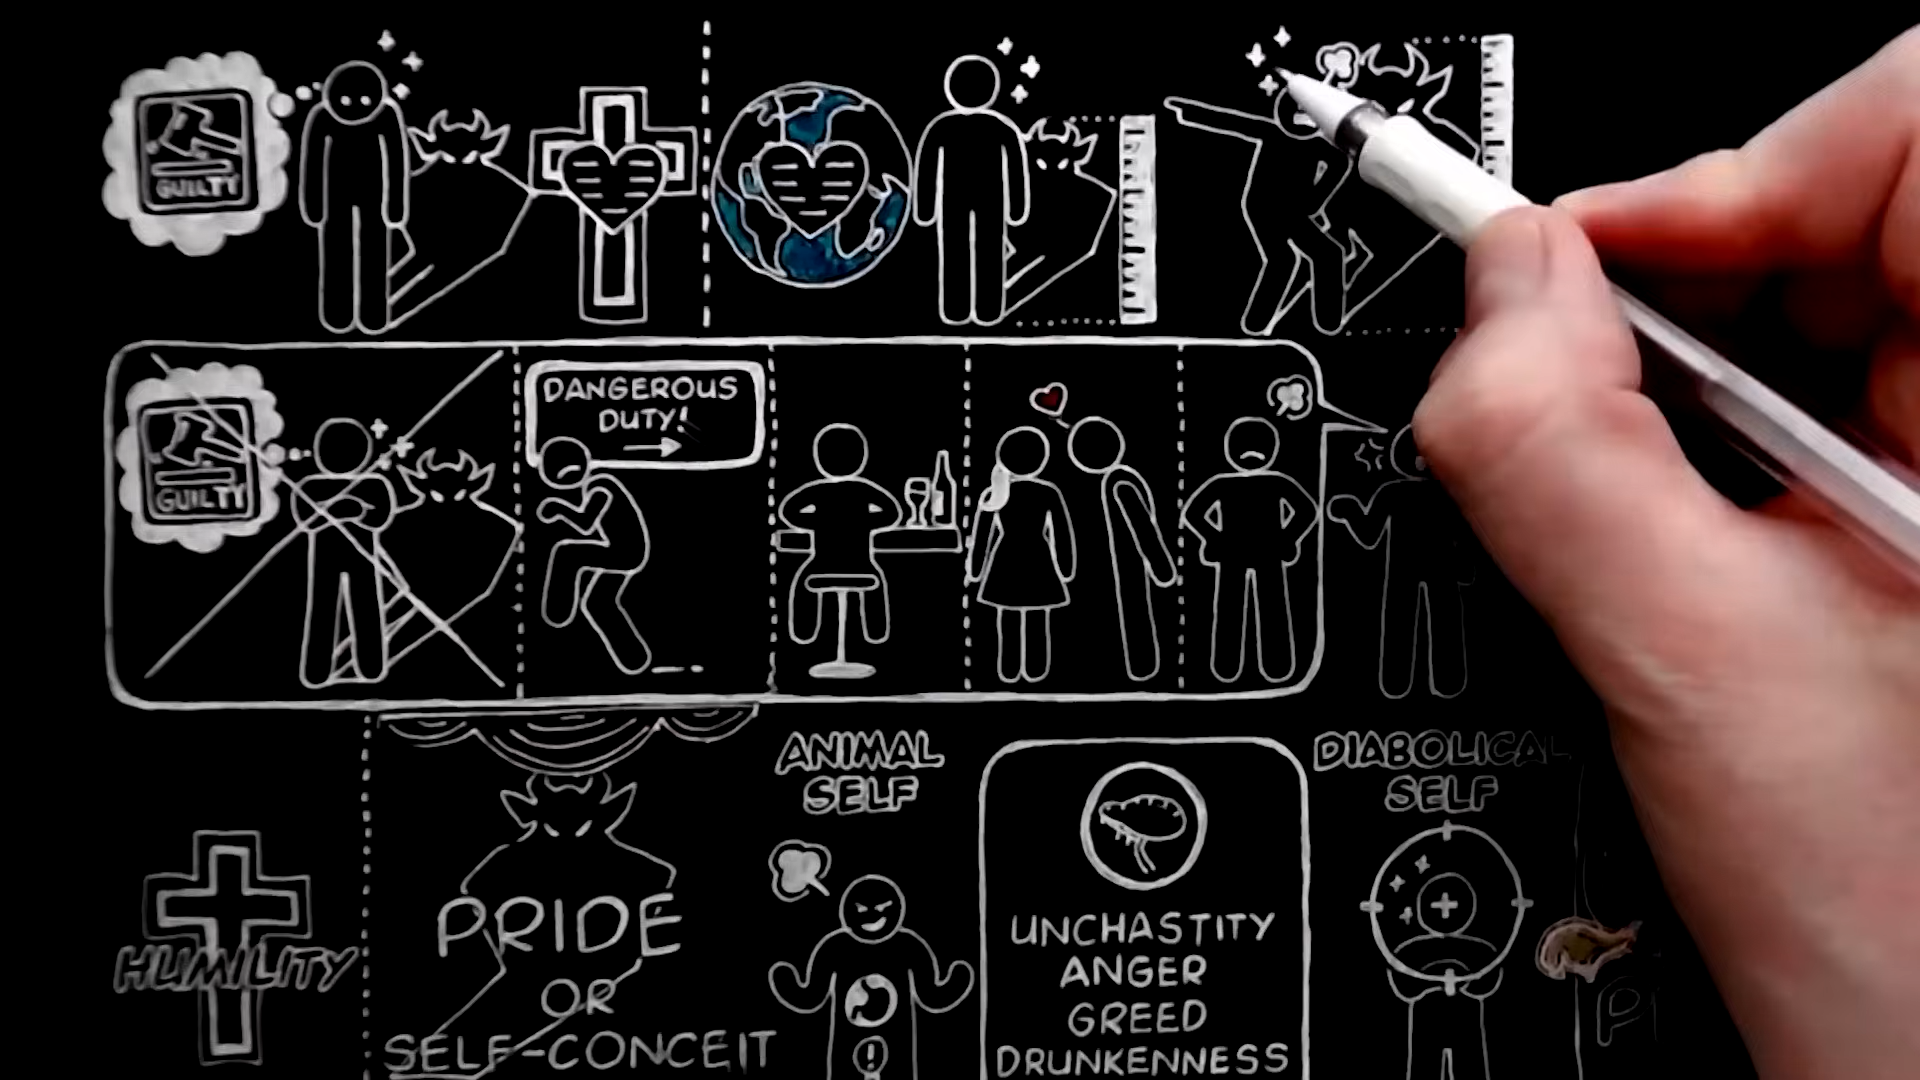 GUILTY
DANGEROUS
DUTY!
GUILTY
HUMILITY
PRIDE
OR
SELF-CONCEIT
ANIMAL
SELF
UNCHASTITY
ANGER
GREED
DRUNKENNESS
DIABOLICAL
SELF